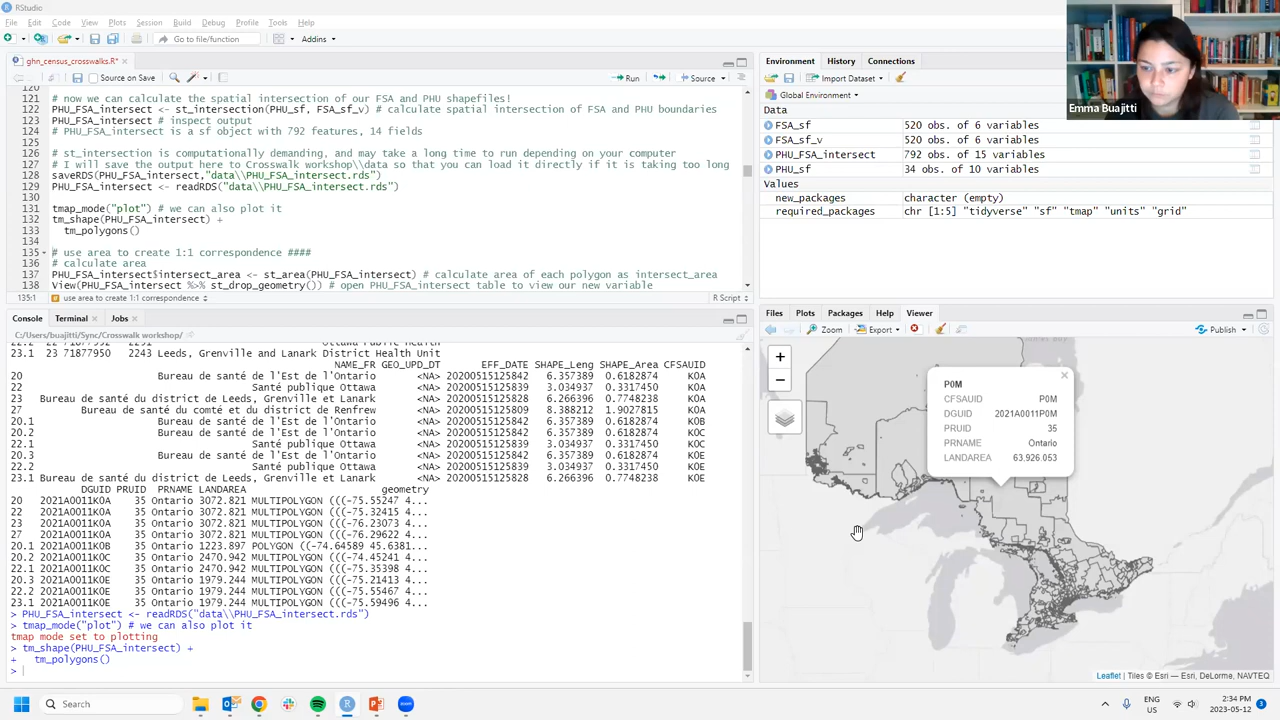 RStudio
File Edit Code View Plots Session Build Debug Profile Tools Help
Go to file/function Addins
ghn_census_crosswalks.R*
Source on Save Run Source
121 # now we can calculate the spatial intersection of our FSA and PHU shapefiles!
122 PHU_FSA_intersect <- st_intersection(PHU_sf, FSA_sf_v) # calculate spatial intersection of FSA and PHU boundaries
123 PHU_FSA_intersect # inspect output
124 # PHU_FSA_intersect is a sf object with 792 features, 14 fields
125
126 # st_intersection is computationally demanding, and may take a long time to run depending on your computer
127 # I will save the output here to Crosswalk workshop\\data so that you can load it directly if it is taking too long
128 saveRDS(PHU_FSA_intersect,"data\\PHU_FSA_intersect.rds")
129 PHU_FSA_intersect <- readRDS("data\\PHU_FSA_intersect.rds")
130
131 tmap_mode("plot") # we can also plot it
132 tm_shape(PHU_FSA_intersect) +
133 tm_polygons()
134
135 # use area to create 1:1 correspondence ####
136 # calculate area
137 PHU_FSA_intersect$intersect_area <- st_area(PHU_FSA_intersect) # calculate area of each polygon as intersect_area
138 View(PHU_FSA_intersect %>% st_drop_geometry()) # open PHU_FSA_intersect table to view our new variable
135:1 use area to create 1:1 correspondence R Script
Console Terminal Jobs
C:/Users/buajitti/Sync/Crosswalk workshop/
23.1 23 71877950 2243 Leeds, Grenville and Lanark District Health Unit
NAME_FR GEO_UPD_DT EFF_DATE SHAPE_Leng SHAPE_Area CFSAUID
20 Bureau de santé de l'Est de l'Ontario <NA> 20200515125842 6.357389 0.6182874 K0A
22 Santé publique Ottawa <NA> 20200515125839 3.034937 0.3317450 K0A
23 Bureau de santé du district de Leeds, Grenville et Lanark <NA> 20200515125828 6.266396 0.7748238 K0A
27 Bureau de santé du comté et du district de Renfrew <NA> 20200515125809 8.388212 1.9027815 K0A
20.1 Bureau de santé de l'Est de l'Ontario <NA> 20200515125842 6.357389 0.6182874 K0B
20.2 Bureau de santé de l'Est de l'Ontario <NA> 20200515125842 6.357389 0.6182874 K0C
22.1 Santé publique Ottawa <NA> 20200515125839 3.034937 0.3317450 K0C
20.3 Bureau de santé de l'Est de l'Ontario <NA> 20200515125842 6.357389 0.6182874 K0E
22.2 Santé publique Ottawa <NA> 20200515125839 3.034937 0.3317450 K0E
23.1 Bureau de santé du district de Leeds, Grenville et Lanark <NA> 20200515125828 6.266396 0.7748238 K0E
DGUID PRUID PRNAME LANDAREA geometry
20 2021A0011K0A 35 Ontario 3072.821 MULTIPOLYGON (((-75.55247 4...
22 2021A0011K0A 35 Ontario 3072.821 MULTIPOLYGON (((-75.32415 4...
23 2021A0011K0A 35 Ontario 3072.821 MULTIPOLYGON (((-76.23073 4...
27 2021A0011K0A 35 Ontario 3072.821 MULTIPOLYGON (((-76.29622 4...
20.1 2021A0011K0B 35 Ontario 1223.897 POLYGON ((-74.64589 45.6381...
20.2 2021A0011K0C 35 Ontario 2470.942 MULTIPOLYGON (((-74.45241 4...
22.1 2021A0011K0C 35 Ontario 2470.942 MULTIPOLYGON (((-75.35398 4...
20.3 2021A0011K0E 35 Ontario 1979.244 MULTIPOLYGON (((-75.21413 4...
22.2 2021A0011K0E 35 Ontario 1979.244 MULTIPOLYGON (((-75.55467 4...
23.1 2021A0011K0E 35 Ontario 1979.244 MULTIPOLYGON (((-75.59496 4...
> PHU_FSA_intersect <- readRDS("data\\PHU_FSA_intersect.rds")
> tmap_mode("plot") # we can also plot it
tmap mode set to plotting
> tm_shape(PHU_FSA_intersect) +
+ tm_polygons()
>
Environment History Connections
Import Dataset
Global Environment
Data
FSA_sf 520 obs. of 6 variables
FSA_sf_v 520 obs. of 6 variables
PHU_FSA_intersect 792 obs. of 15 variables
PHU_sf 34 obs. of 10 variables
Values
new_packages character (empty)
required_packages chr [1:5] "tidyverse" "sf" "tmap" "units" "grid"
Files Plots Packages Help Viewer
Zoom Export Publish
+
−
P0M
CFSAUID P0M
DGUID 2021A0011P0M
PRUID 35
PRNAME Ontario
LANDAREA 63,926.053
Leaflet | Tiles © Esri — Esri, DeLorme, NAVTEQ
Emma Buajitti
Search
ENG
US
2:34 PM
2023-05-12
3